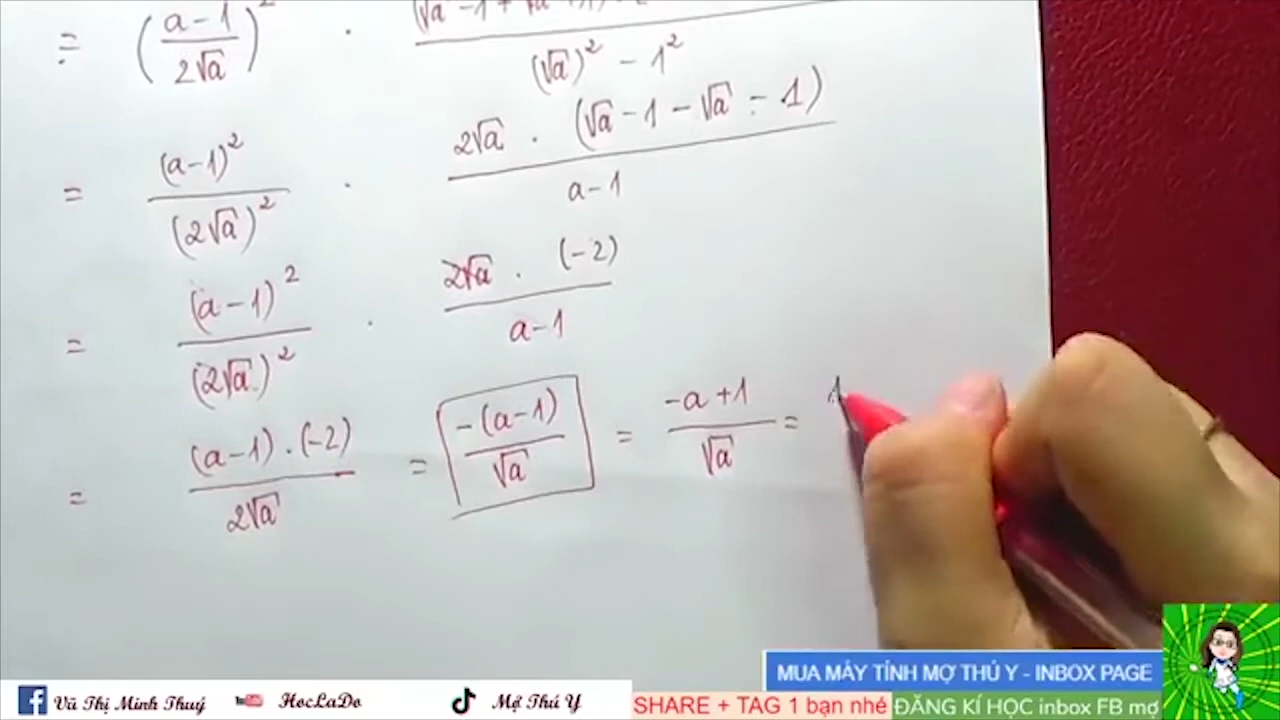 = ((a-1)/(2√a))² · /((√a)² - 1²)
= (a-1)²/(2√a)² · 2√a · (√a - 1 - √a - 1)/(a-1)
= (a-1)²/(2√a)² · 2√a · (-2)/(a-1)
= (a-1) · (-2)/(2√a) = -(a-1)/√a = (-a+1)/√a = 1
MUA MÁY TÍNH MỢ THÚ Y - INBOX PAGE
Vũ Thị Minh Thuý HocLaDo Mợ Thú Y SHARE + TAG 1 bạn nhé ĐĂNG KÍ HỌC inbox FB mợ